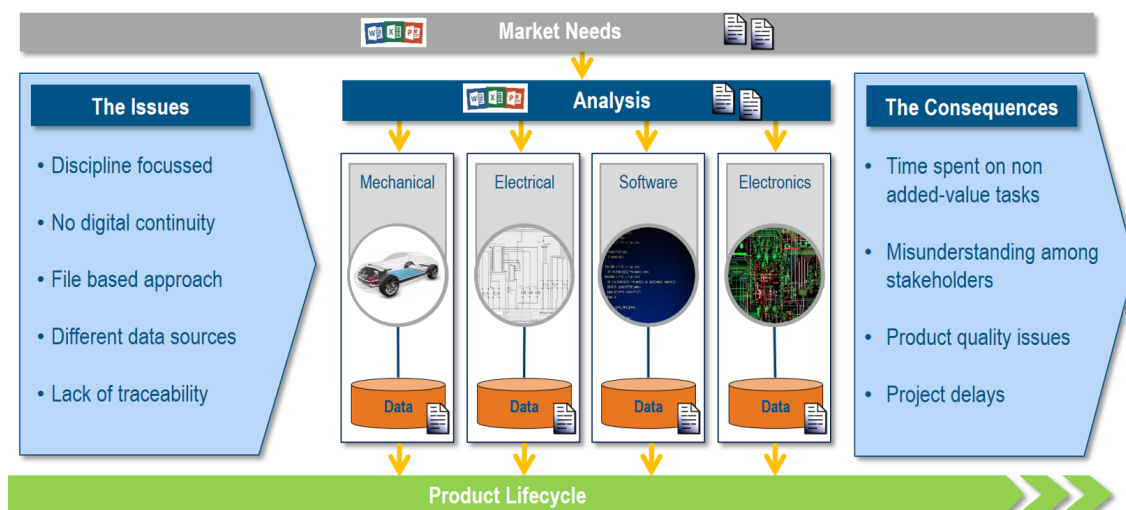 Market Needs
The Issues
• Discipline focussed
• No digital continuity
• File based approach
• Different data sources
• Lack of traceability
Analysis
Mechanical
Electrical
Software
Electronics
Data
Data
Data
Data
The Consequences
• Time spent on non
added-value tasks
• Misunderstanding among
stakeholders
• Product quality issues
• Project delays
Product Lifecycle